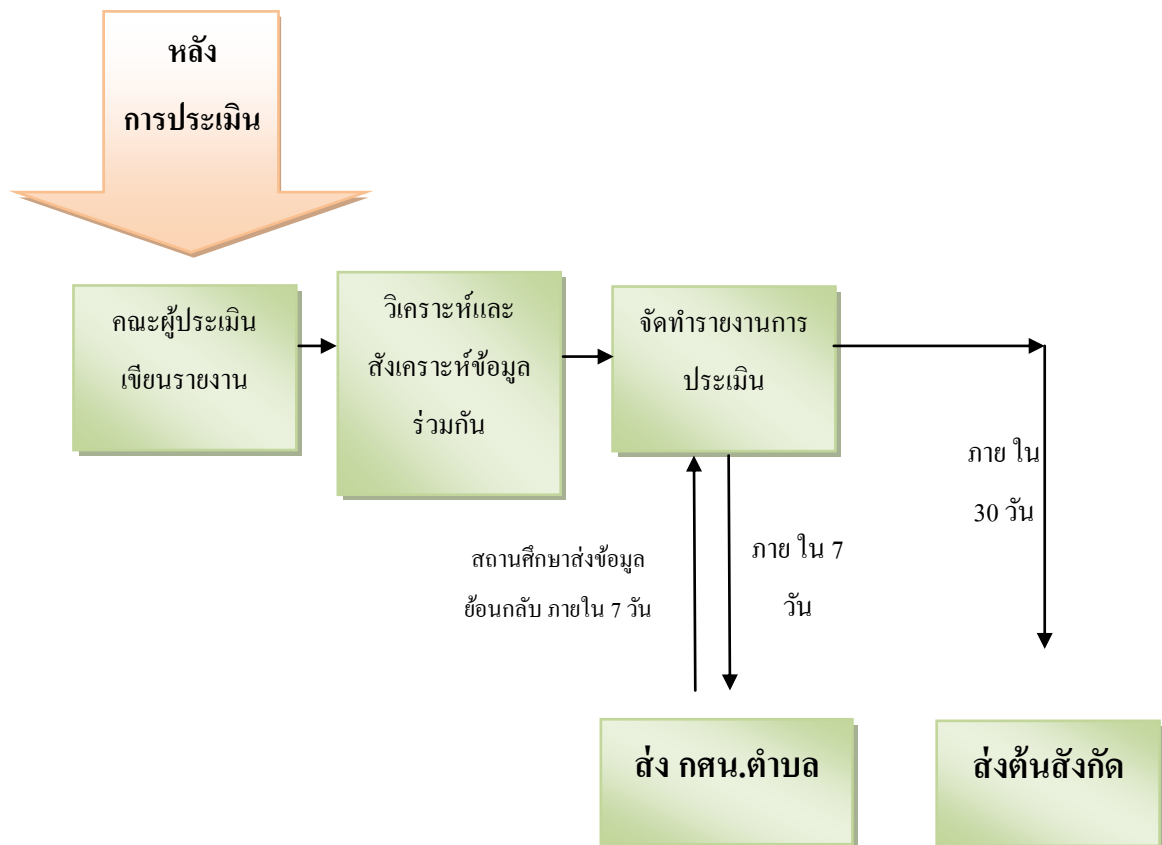 หลัง
การประเมิน
คณะผู้ประเมิน
เขียนรายงาน
วิเคราะห์และ
สังเคราะห์ข้อมูล
ร่วมกัน
จัดทำรายงานการ
ประเมิน
ภาย ใน
30 วัน
สถานศึกษาส่งข้อมูล
ย้อนกลับ ภายใน 7 วัน
ภาย ใน 7
วัน
ส่ง กศน.ตำบล
ส่งต้นสังกัด